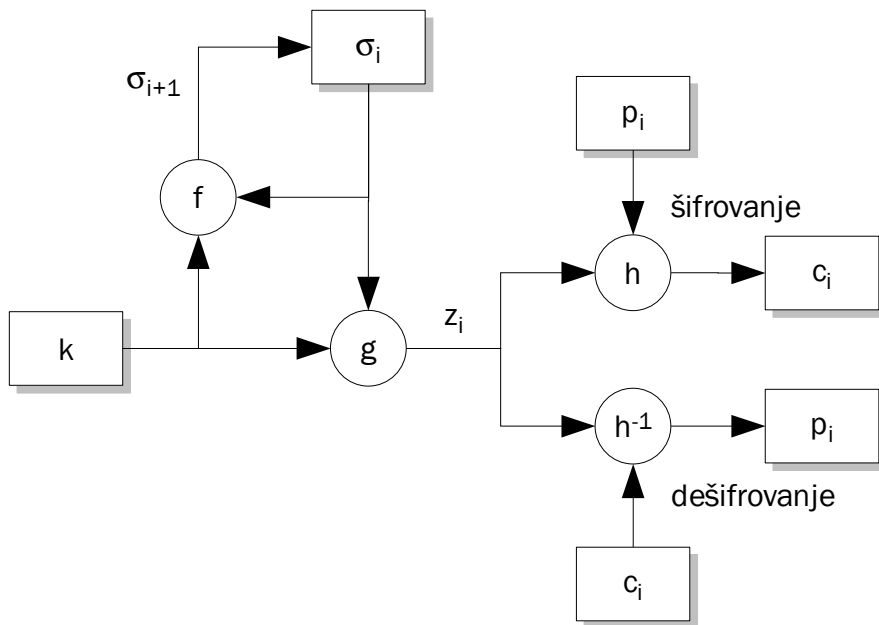 σi
σi+1
pi
f
šifrovanje
h
ci
zi
k
g
h-1
pi
dešifrovanje
ci